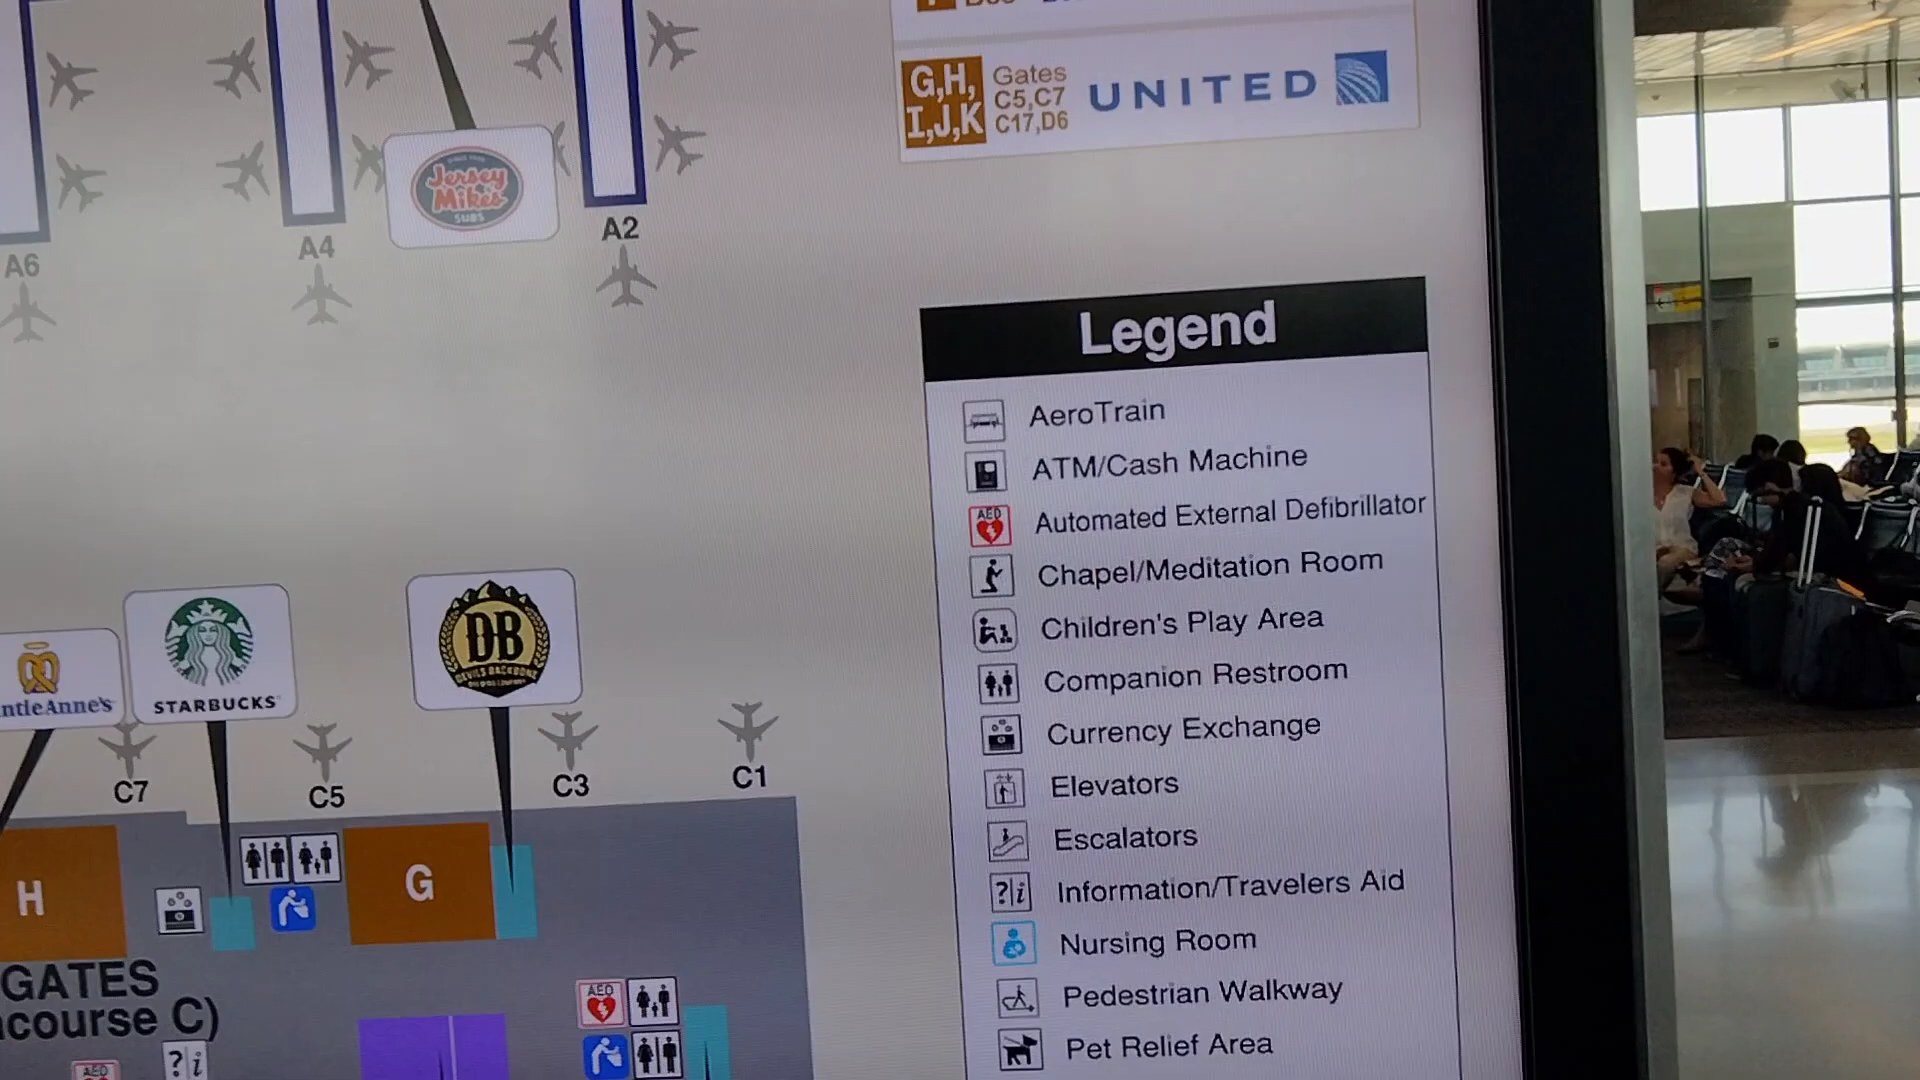 G,H,
I,J,K
Gates
C5,C7
C17,D6
UNITED
Jersey
Mike's
SUBS
A6
A4
A2
Legend
AeroTrain
ATM/Cash Machine
AED
Automated External Defibrillator
Chapel/Meditation Room
Children's Play Area
Companion Restroom
Currency Exchange
Elevators
Escalators
?|i
Information/Travelers Aid
Nursing Room
Pedestrian Walkway
Pet Relief Area
ntieAnne's
STARBUCKS
DB
DEVILS BACKBONE
C7
C5
C3
C1
H
G
GATES
course C)
AED
AED
?|i